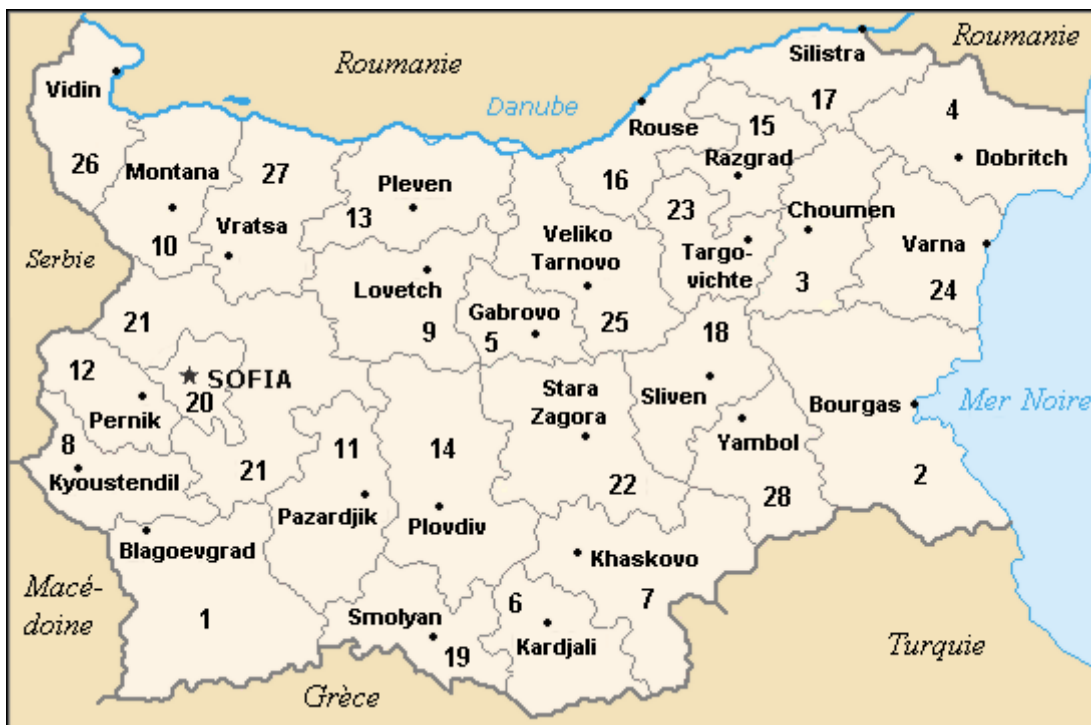 Roumanie
Roumanie
Silistra
Vidin
17
Danube
4
Rouse
15
26
Montana
27
Pleven
16
Razgrad
Dobritch
13
23
Choumen
10
Vratsa
Veliko
Tarnovo
Targo-
vichte
Varna
Serbie
Lovetch
3
24
21
9
Gabrovo
5
25
18
12
SOFIA
20
Pernik
Stara
Zagora
Sliven
Bourgas
Mer Noire
8
Kyoustendil
21
11
14
Yambol
22
28
2
Pazardjik
Plovdiv
Blagoevgrad
Khaskovo
Macé-
doine
1
Smolyan
19
6
Kardjali
7
Turquie
Grèce